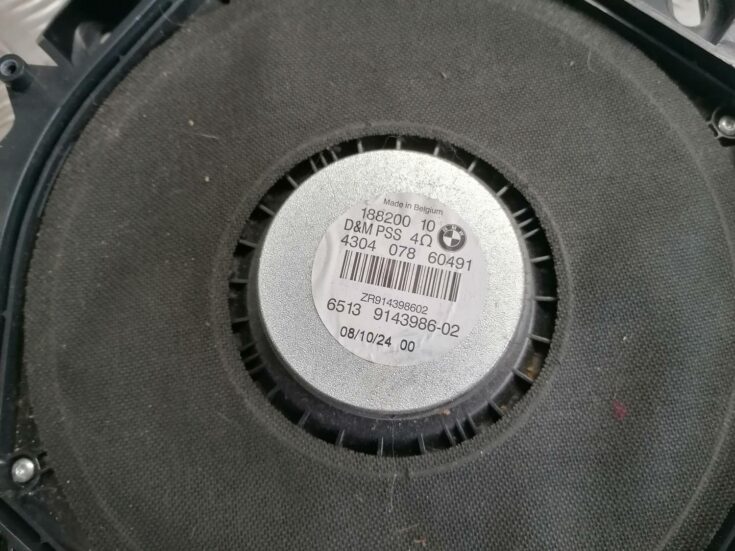 Made in Belgium
188200 10
D&M PSS 4Ω
4304 078 60491
ZR914398602
6513 9143986-02
08/10/24 00